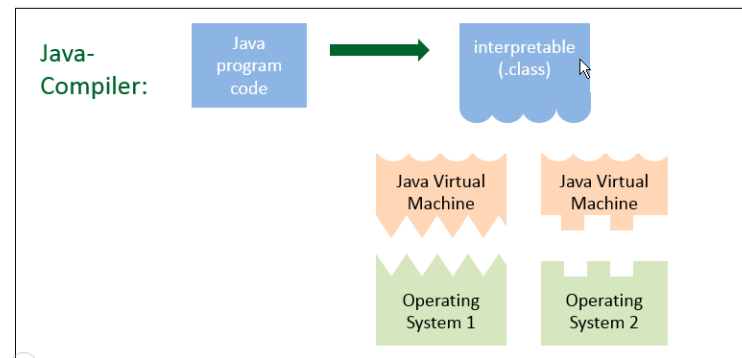 Java-
Compiler:
Java
program
code
interpretable
(.class)
Java Virtual
Machine
Java Virtual
Machine
Operating
System 1
Operating
System 2